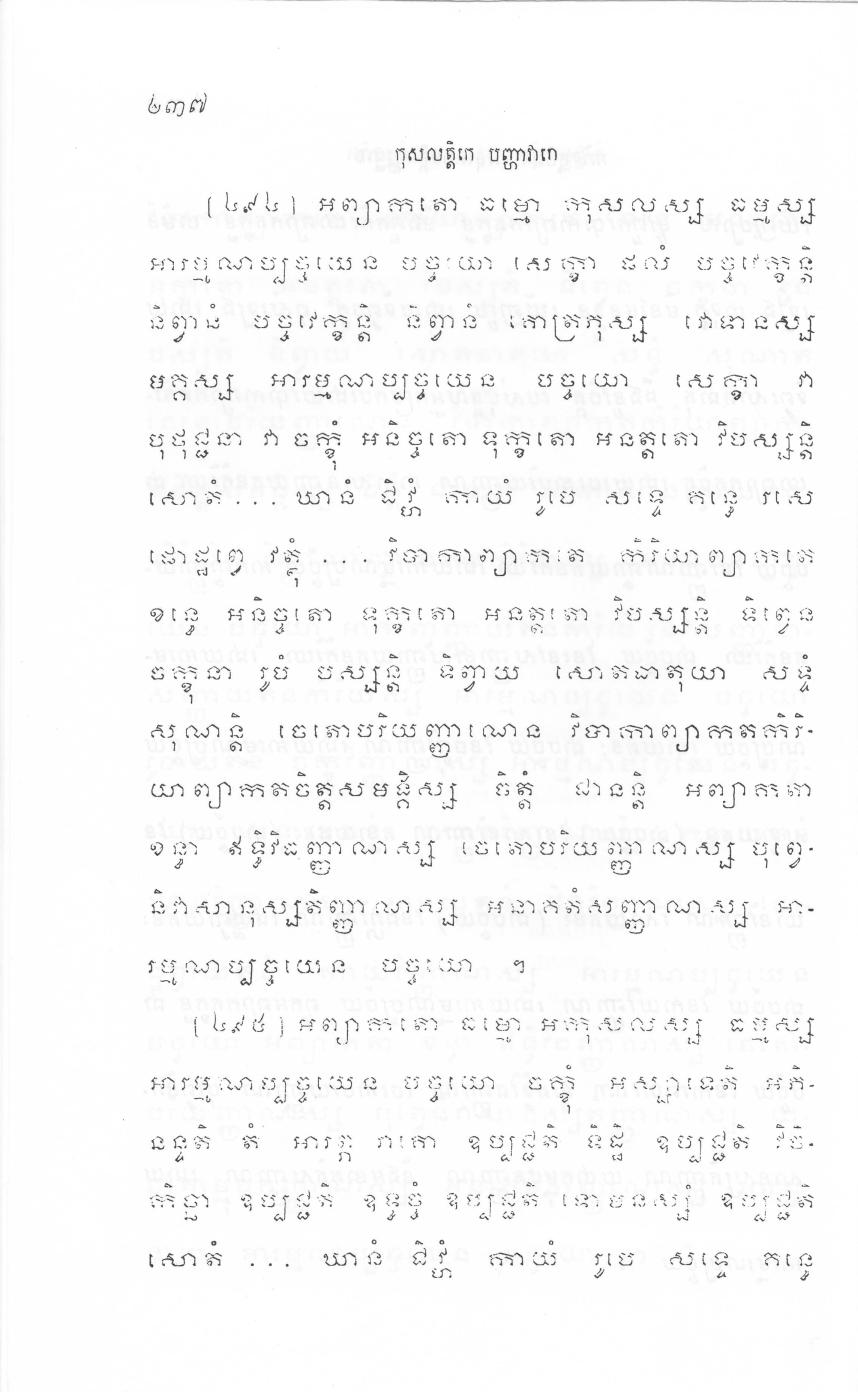 ២៣៧
កុសលត្តិកេ បញ្ហាវារោ
[៤៩៤] អព្យាកតោ ធម្មោ កុសលស្ស ធម្មស្ស
អារម្មណប្បច្ចយេន បច្ចយោ សេក្ខា ផលំ បច្ចវេក្ខន្តិ
និព្វានំ បច្ចវេក្ខន្តិ និព្វានំ គោត្រភុស្ស វោទានស្ស
មគ្គស្ស អារម្មណប្បច្ចយេន បច្ចយោ សេក្ខា វា
បុថុជ្ជនា វា ចក្ខុំ អនិច្ចតោ ទុក្ខតោ អនត្តតោ វិបស្សន្តិ
សោតំ... ឃានំ ជិវ្ហំ កាយំ រូបេ សទ្ទេ គន្ធេ រសេ
ផោដ្ឋព្វេ វត្ថុំ ... វិបាកាព្យាកតេ កិរិយាព្យាកតេ
ខន្ធេ អនិច្ចតោ ទុក្ខតោ អនត្តតោ វិបស្សន្តិ ទិព្វេន
ចក្ខុនា រូបំ បស្សន្តិ ទិព្វាយ សោតធាតុយា សទ្ទំ
សុណន្តិ ចេតោបរិយញ្ញាណេន វិបាកាព្យាកតកិរិ-
យាព្យាកតចិត្តសមង្គិស្ស ចិត្តំ ជានន្តិ អព្យាកតា
ខន្ធា ឥទ្ធិវិធញ្ញាណស្ស ចេតោបរិយញ្ញាណស្ស បុព្វេ-
និវាសានុស្សតិញ្ញាណស្ស អនាគតំសញ្ញាណស្ស អា-
រម្មណប្បច្ចយេន បច្ចយោ ។
[៤៩៥] អព្យាកតោ ធម្មោ អកុសលស្ស ធម្មស្ស
អារម្មណប្បច្ចយេន បច្ចយោ ចក្ខុំ អស្សាទេតិ អភិ-
នន្ទតិ តំ អារព្ភ រាគោ ឧប្បជ្ជតិ ទិដ្ឋិ ឧប្បជ្ជតិ វិចិ-
កិច្ឆា ឧប្បជ្ជតិ ឧទ្ធច្ចំ ឧប្បជ្ជតិ ទោមនស្សំ ឧប្បជ្ជតិ
សោតំ ... ឃានំ ជិវ្ហំ កាយំ រូបេ សទ្ទេ គន្ធេ